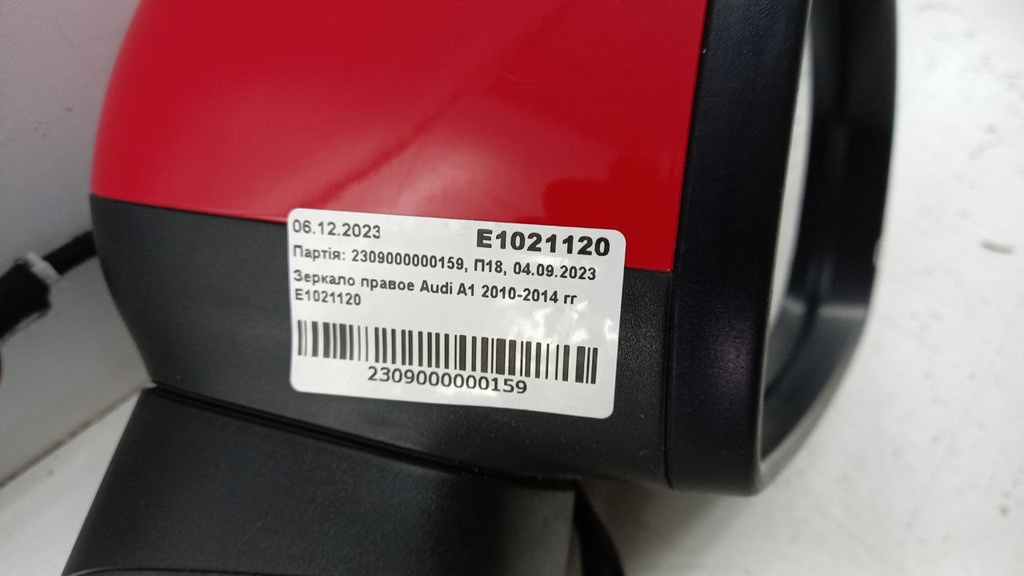 06.12.2023 E1021120
Партія: 2309000000159, П18, 04.09.2023
Зеркало правое Audi A1 2010-2014 гг
E1021120
2309000000159